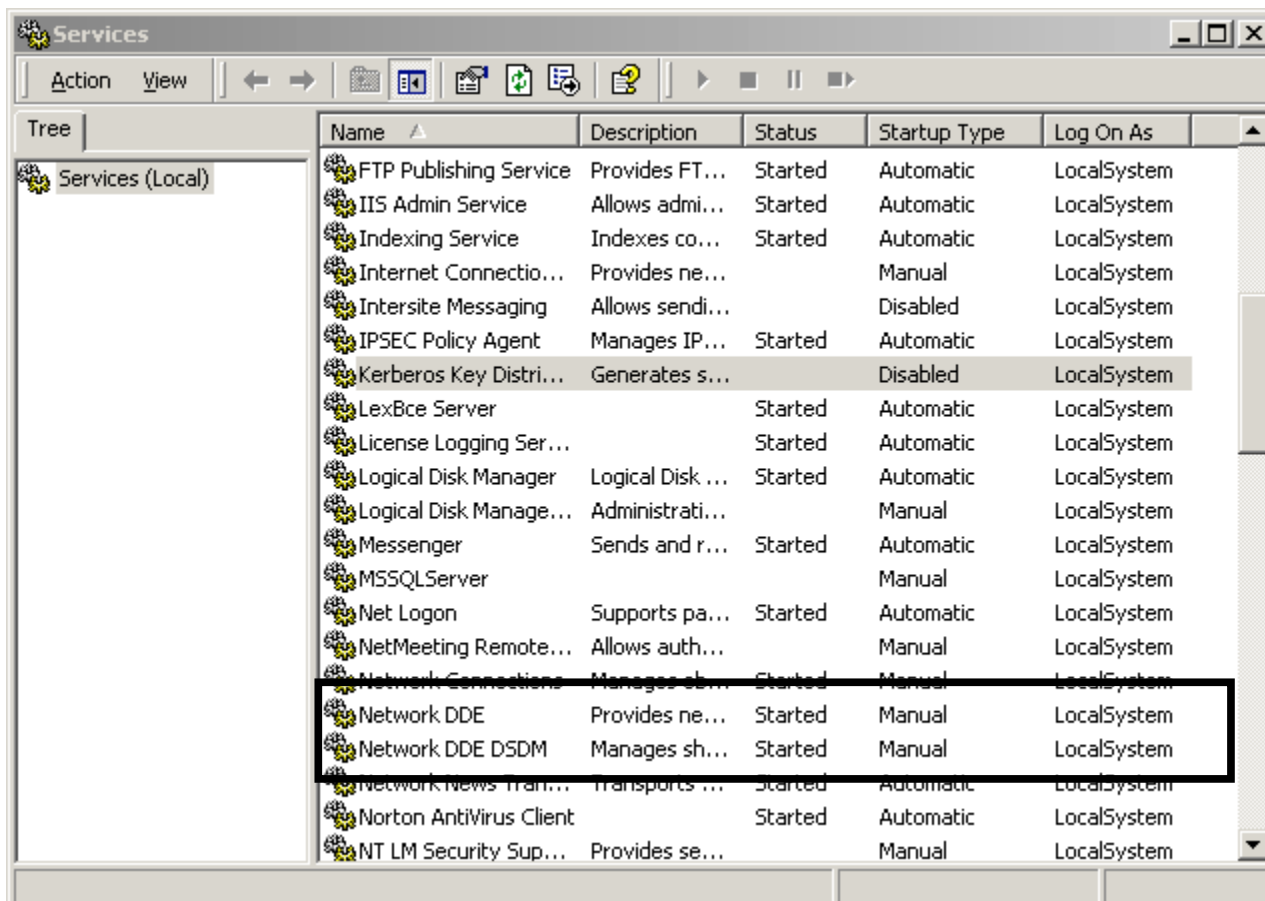 Services
Action View
Tree
Name Description Status Startup Type Log On As
Services (Local)
FTP Publishing Service Provides FT... Started Automatic LocalSystem
IIS Admin Service Allows admi... Started Automatic LocalSystem
Indexing Service Indexes co... Started Automatic LocalSystem
Internet Connectio... Provides ne... Manual LocalSystem
Intersite Messaging Allows sendi... Disabled LocalSystem
IPSEC Policy Agent Manages IP... Started Automatic LocalSystem
Kerberos Key Distri... Generates s... Disabled LocalSystem
LexBce Server Started Automatic LocalSystem
License Logging Ser... Started Automatic LocalSystem
Logical Disk Manager Logical Disk ... Started Automatic LocalSystem
Logical Disk Manage... Administrati... Manual LocalSystem
Messenger Sends and r... Started Automatic LocalSystem
MSSQLServer Manual LocalSystem
Net Logon Supports pa... Started Automatic LocalSystem
NetMeeting Remote... Allows auth... Manual LocalSystem
Network Connections Manages ob... Started Manual LocalSystem
Network DDE Provides ne... Started Manual LocalSystem
Network DDE DSDM Manages sh... Started Manual LocalSystem
Network News Tran... Transports ... Started Automatic LocalSystem
Norton AntiVirus Client Started Automatic LocalSystem
NT LM Security Sup... Provides se... Manual LocalSystem